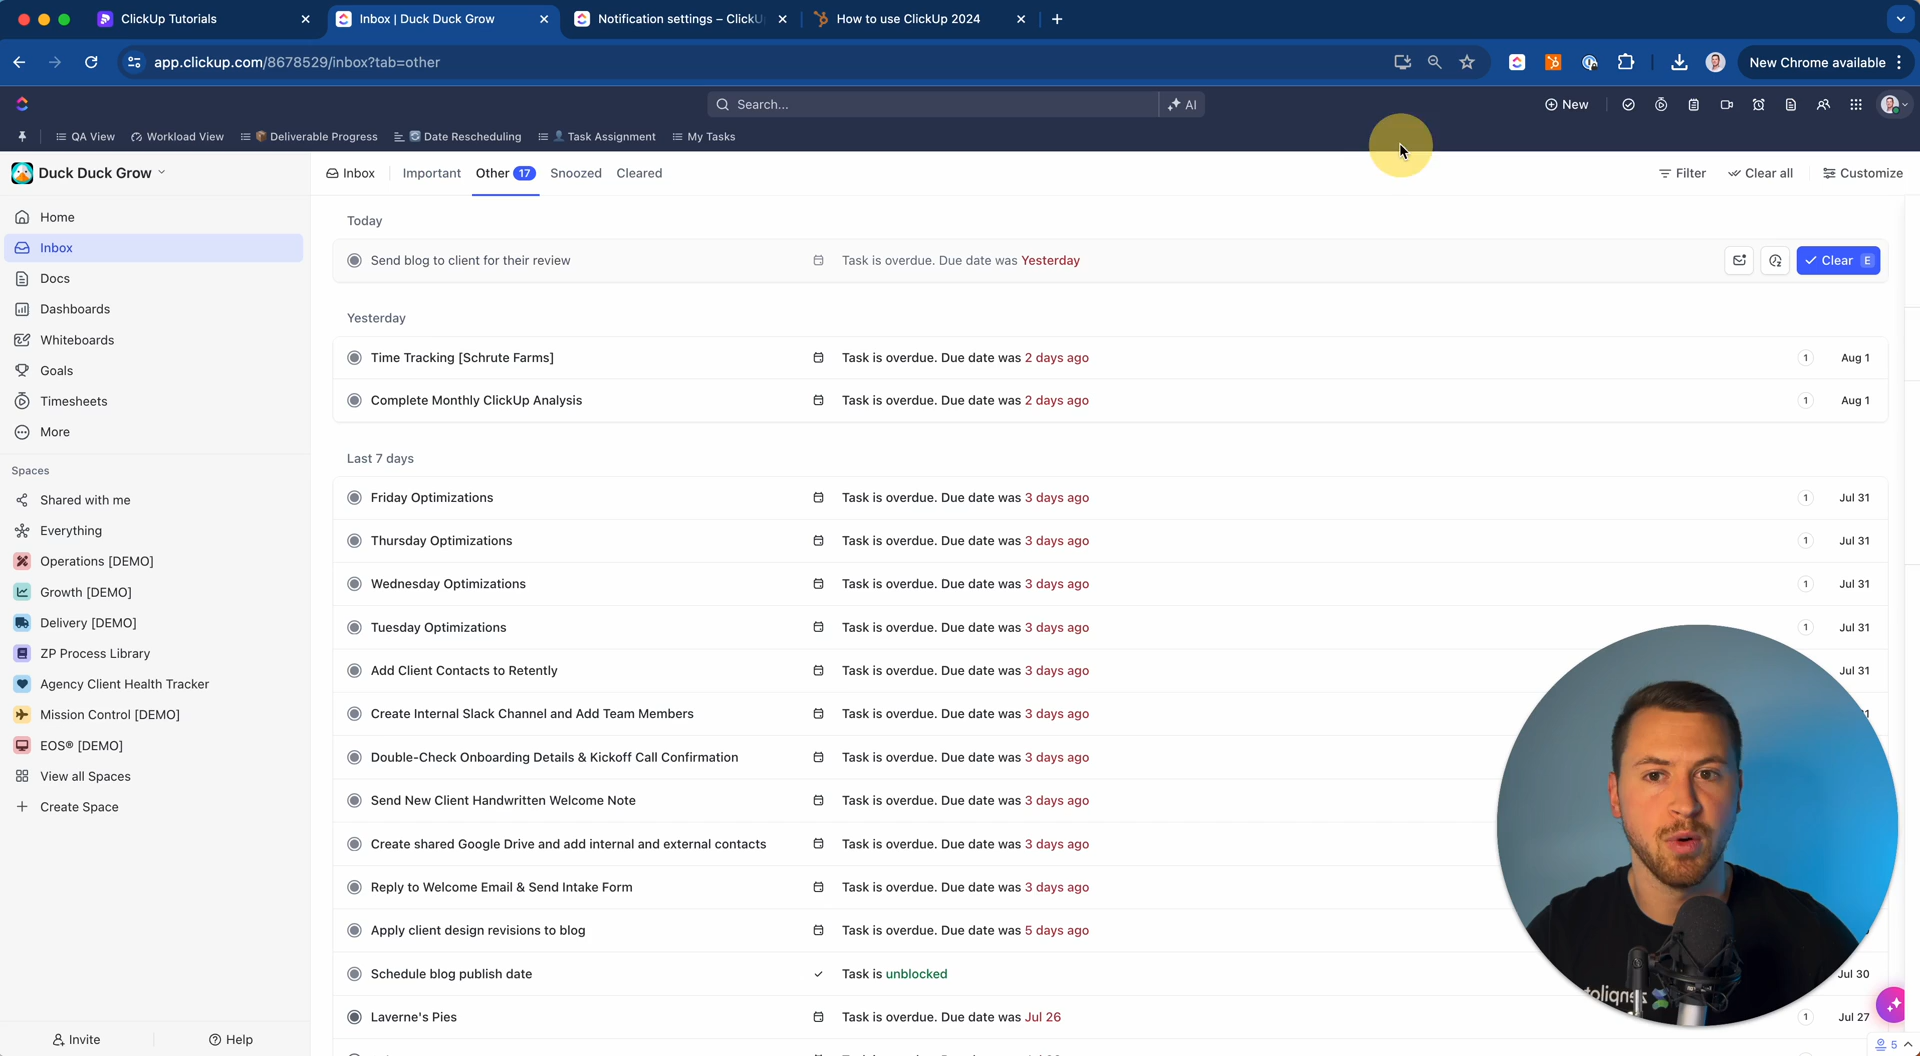 ClickUp Tutorials
Inbox | Duck Duck Grow
Notification settings – ClickU
How to use ClickUp 2024
app.clickup.com/8678529/inbox?tab=other
New Chrome available
Search...
AI
New
QA View
Workload View
Deliverable Progress
Date Rescheduling
Task Assignment
My Tasks
Duck Duck Grow
Inbox
Important
Other 17
Snoozed
Cleared
Filter
Clear all
Customize
Home
Inbox
Docs
Dashboards
Whiteboards
Goals
Timesheets
More
Spaces
Shared with me
Everything
Operations [DEMO]
Growth [DEMO]
Delivery [DEMO]
ZP Process Library
Agency Client Health Tracker
Mission Control [DEMO]
EOS® [DEMO]
View all Spaces
Create Space
Invite
Help
Today
Send blog to client for their review Task is overdue. Due date was Yesterday Clear E
Yesterday
Time Tracking [Schrute Farms] Task is overdue. Due date was 2 days ago 1 Aug 1
Complete Monthly ClickUp Analysis Task is overdue. Due date was 2 days ago 1 Aug 1
Last 7 days
Friday Optimizations Task is overdue. Due date was 3 days ago 1 Jul 31
Thursday Optimizations Task is overdue. Due date was 3 days ago 1 Jul 31
Wednesday Optimizations Task is overdue. Due date was 3 days ago 1 Jul 31
Tuesday Optimizations Task is overdue. Due date was 3 days ago 1 Jul 31
Add Client Contacts to Retently Task is overdue. Due date was 3 days ago Jul 31
Create Internal Slack Channel and Add Team Members Task is overdue. Due date was 3 days ago
Double-Check Onboarding Details & Kickoff Call Confirmation Task is overdue. Due date was 3 days ago
Send New Client Handwritten Welcome Note Task is overdue. Due date was 3 days ago
Create shared Google Drive and add internal and external contacts Task is overdue. Due date was 3 days ago
Reply to Welcome Email & Send Intake Form Task is overdue. Due date was 3 days ago
Apply client design revisions to blog Task is overdue. Due date was 5 days ago
Schedule blog publish date Task is unblocked Jul 30
Laverne's Pies Task is overdue. Due date was Jul 26 1 Jul 27
5